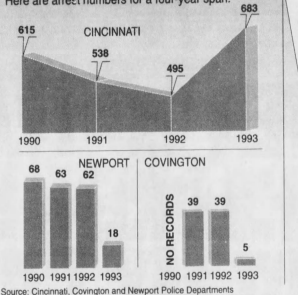 Here are arrest numbers for a four-year span:
615
CINCINNATI
683
538
495
1990 1991 1992 1993
NEWPORT COVINGTON
68 63 62 18
NO RECORDS 39 39 5
1990 1991 1992 1993 1990 1991 1992 1993
Source: Cincinnati, Covington and Newport Police Departments